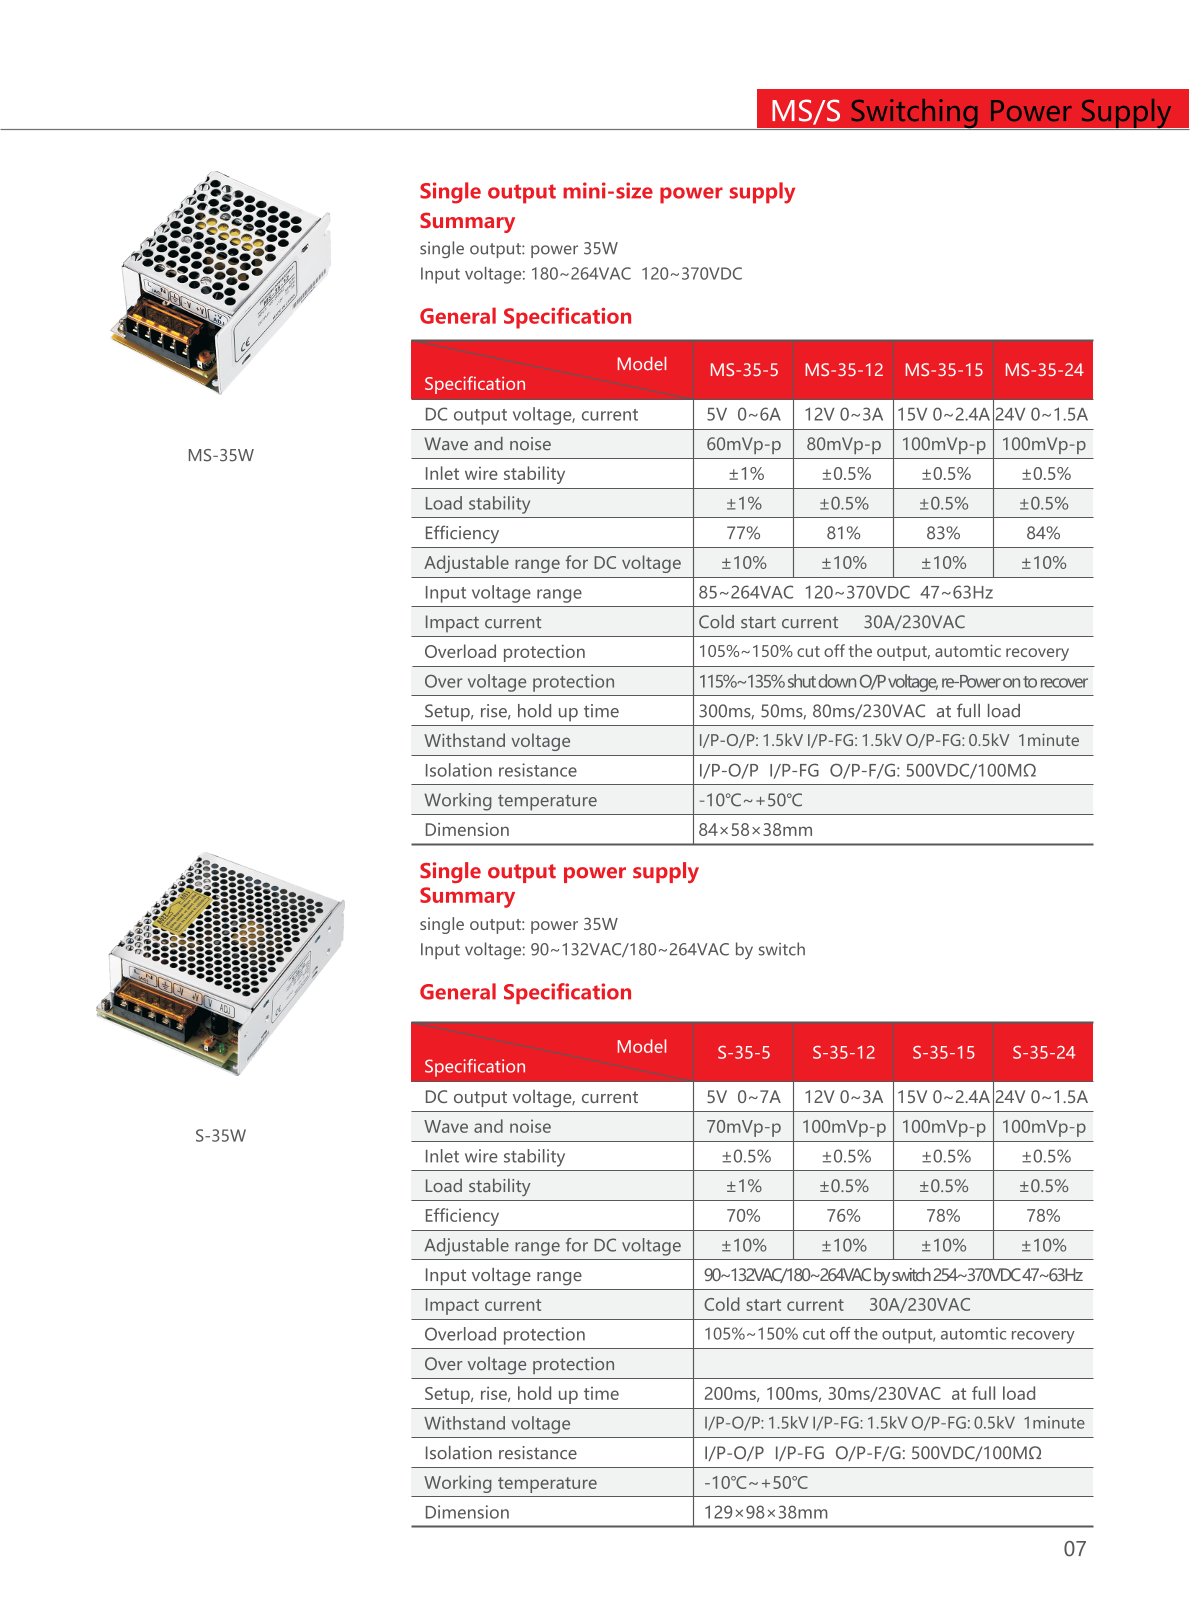 MS/S Switching Power Supply
Single output mini-size power supply
Summary
single output: power 35W
Input voltage: 180~264VAC 120~370VDC
General Specification
MS-35W
Model
Specification
MS-35-5 MS-35-12 MS-35-15 MS-35-24
DC output voltage, current 5V 0~6A 12V 0~3A 15V 0~2.4A 24V 0~1.5A
Wave and noise 60mVp-p 80mVp-p 100mVp-p 100mVp-p
Inlet wire stability ±1% ±0.5% ±0.5% ±0.5%
Load stability ±1% ±0.5% ±0.5% ±0.5%
Efficiency 77% 81% 83% 84%
Adjustable range for DC voltage ±10% ±10% ±10% ±10%
Input voltage range 85~264VAC 120~370VDC 47~63Hz
Impact current Cold start current 30A/230VAC
Overload protection 105%~150% cut off the output, automtic recovery
Over voltage protection 115%~135% shut down O/P voltage, re-Power on to recover
Setup, rise, hold up time 300ms, 50ms, 80ms/230VAC at full load
Withstand voltage I/P-O/P: 1.5kV I/P-FG: 1.5kV O/P-FG: 0.5kV 1minute
Isolation resistance I/P-O/P I/P-FG O/P-F/G: 500VDC/100MΩ
Working temperature -10℃~+50℃
Dimension 84×58×38mm
Single output power supply
Summary
single output: power 35W
Input voltage: 90~132VAC/180~264VAC by switch
General Specification
S-35W
Model
Specification
S-35-5 S-35-12 S-35-15 S-35-24
DC output voltage, current 5V 0~7A 12V 0~3A 15V 0~2.4A 24V 0~1.5A
Wave and noise 70mVp-p 100mVp-p 100mVp-p 100mVp-p
Inlet wire stability ±0.5% ±0.5% ±0.5% ±0.5%
Load stability ±1% ±0.5% ±0.5% ±0.5%
Efficiency 70% 76% 78% 78%
Adjustable range for DC voltage ±10% ±10% ±10% ±10%
Input voltage range 90~132VAC/180~264VAC by switch 254~370VDC 47~63Hz
Impact current Cold start current 30A/230VAC
Overload protection 105%~150% cut off the output, automtic recovery
Over voltage protection
Setup, rise, hold up time 200ms, 100ms, 30ms/230VAC at full load
Withstand voltage I/P-O/P: 1.5kV I/P-FG: 1.5kV O/P-FG: 0.5kV 1minute
Isolation resistance I/P-O/P I/P-FG O/P-F/G: 500VDC/100MΩ
Working temperature -10℃~+50℃
Dimension 129×98×38mm
07